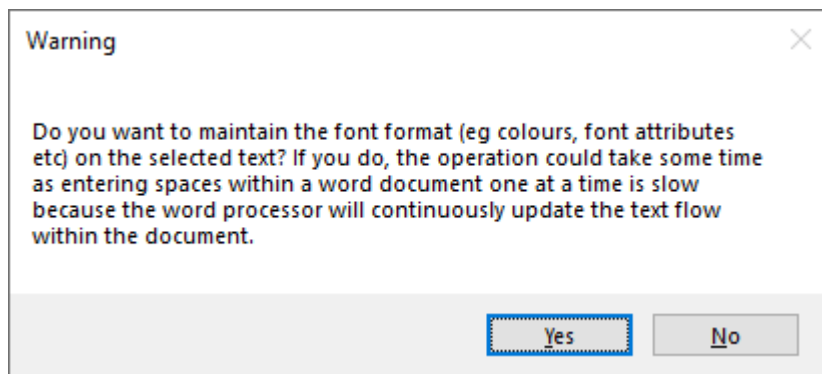 Warning
Do you want to maintain the font format (eg colours, font attributes
etc) on the selected text? If you do, the operation could take some time
as entering spaces within a word document one at a time is slow
because the word processor will continuously update the text flow
within the document.
Yes No